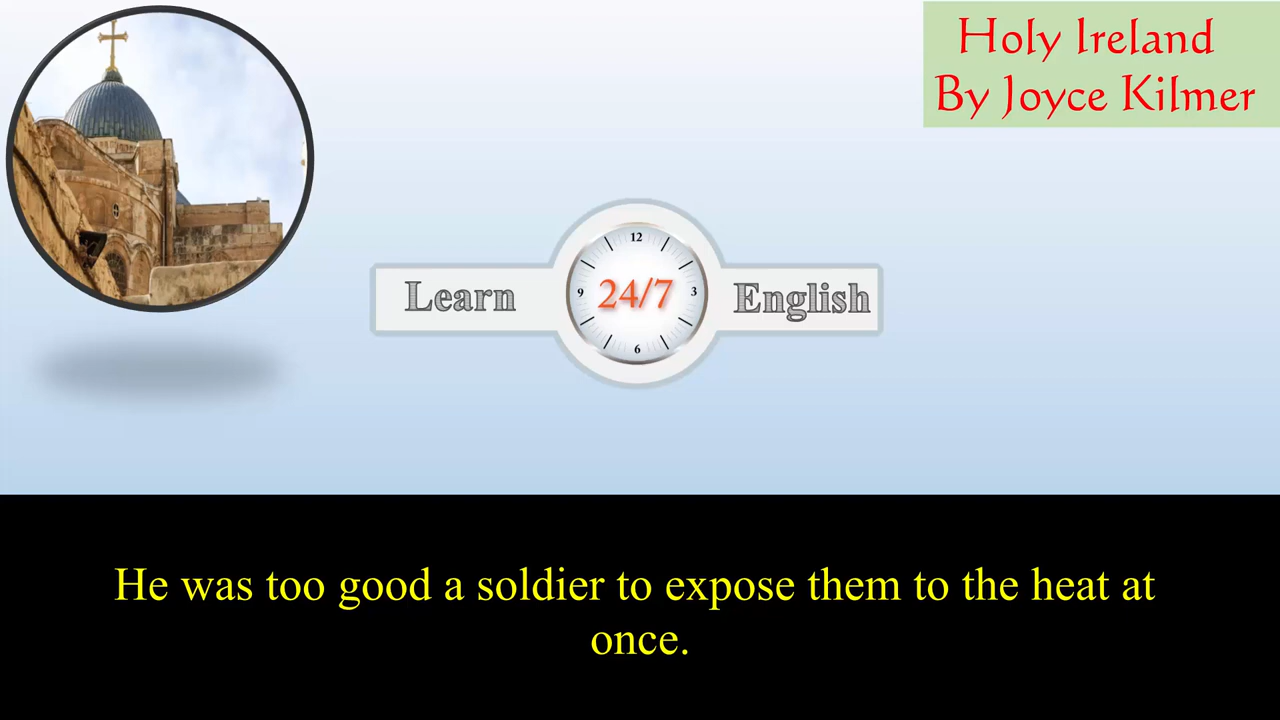 Holy Ireland
By Joyce Kilmer
12
Learn
9
24/7
3
English
6
He was too good a soldier to expose them to the heat at
once.